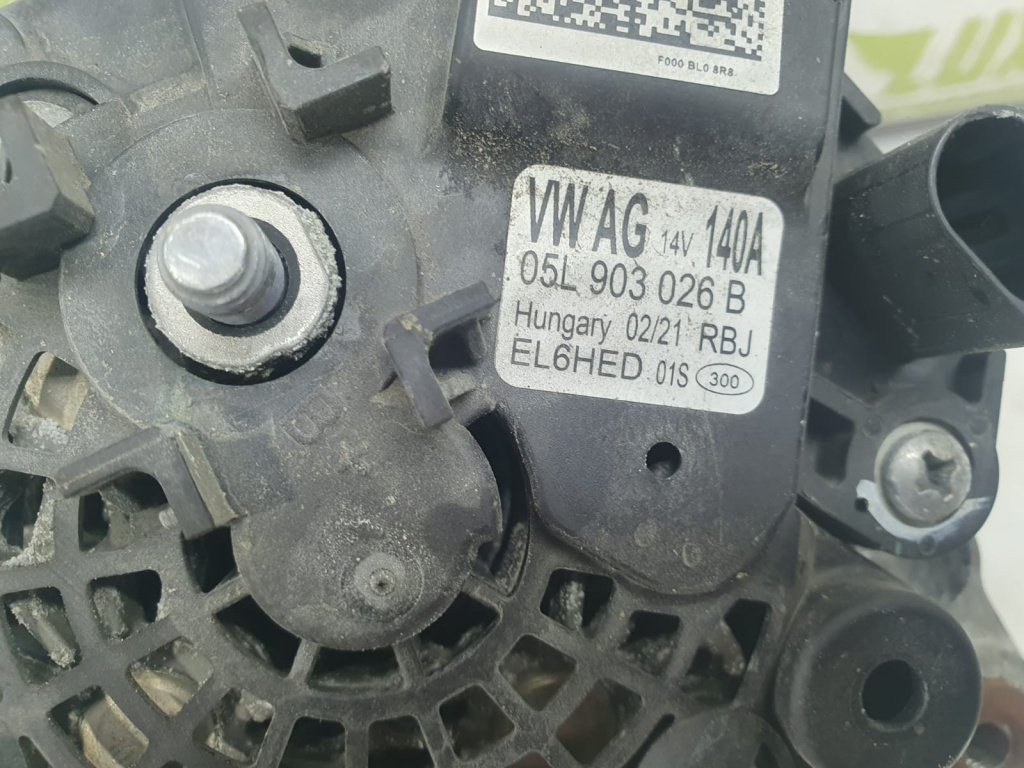 F000 BL0 8R8
VW AG 14V 140A
05L 903 026 B
Hungary 02/21 RBJ
EL6HED 01S 300